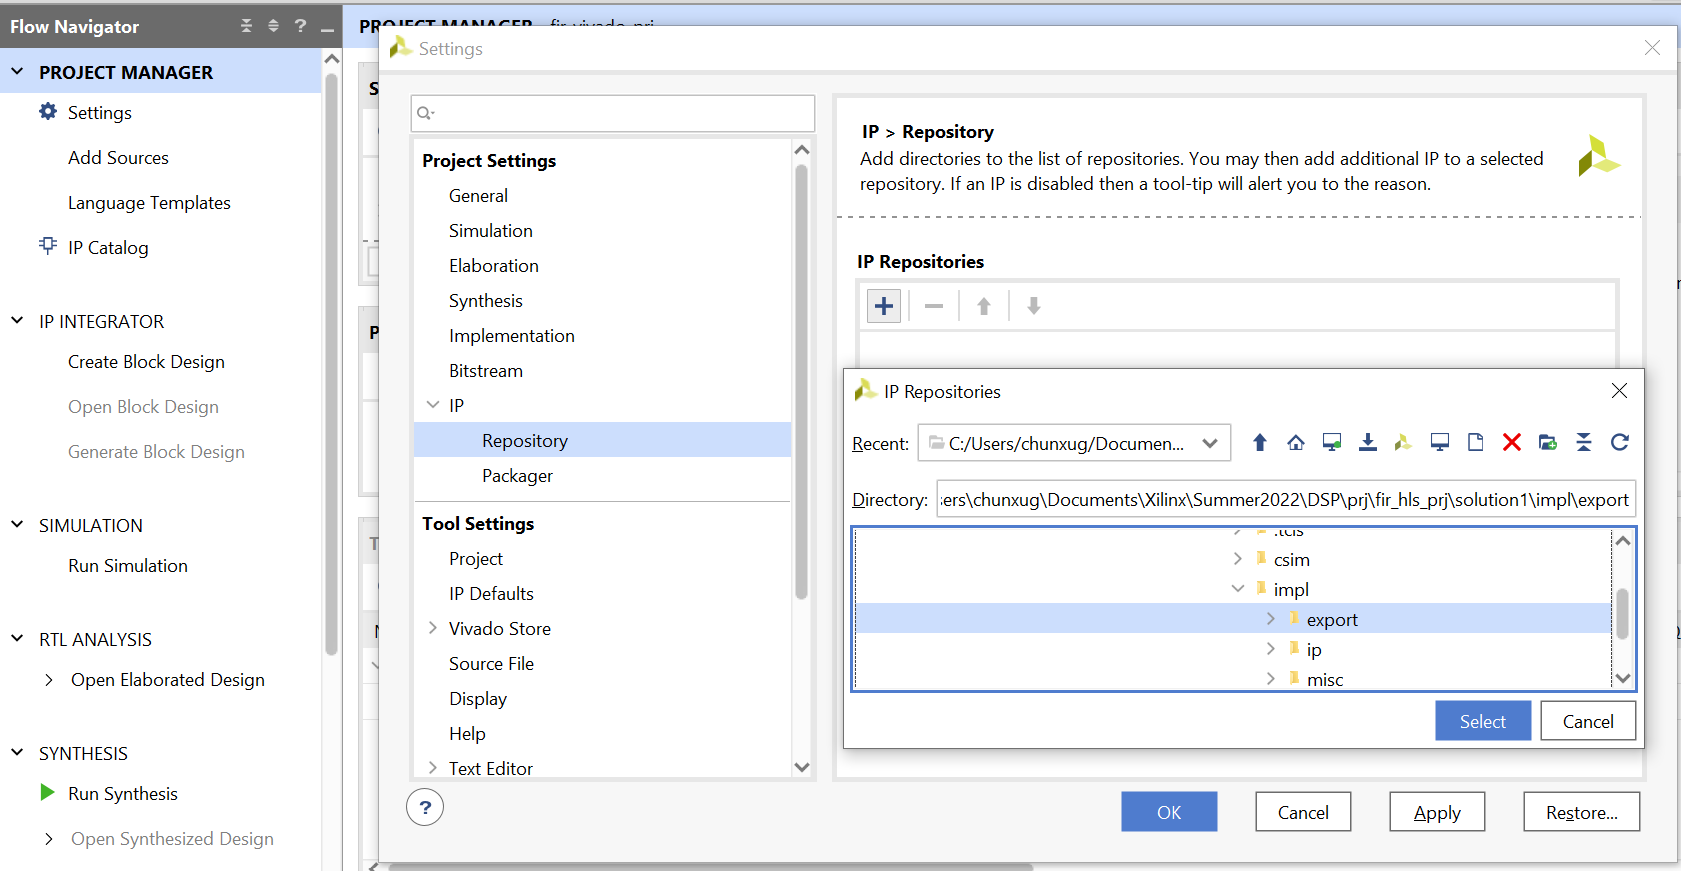 Flow Navigator
?
PROJECT MANAGER
Settings
Add Sources
Language Templates
IP Catalog
IP INTEGRATOR
Create Block Design
Open Block Design
Generate Block Design
SIMULATION
Run Simulation
RTL ANALYSIS
Open Elaborated Design
SYNTHESIS
Run Synthesis
Open Synthesized Design
PROJECT MANAGER - fir_vivado_prj
Settings
Project Settings
General
Simulation
Elaboration
Synthesis
Implementation
Bitstream
IP
Repository
Packager
Tool Settings
Project
IP Defaults
Vivado Store
Source File
Display
Help
Text Editor
?
IP > Repository
Add directories to the list of repositories. You may then add additional IP to a selected
repository. If an IP is disabled then a tool-tip will alert you to the reason.
IP Repositories
IP Repositories
Recent: C:/Users/chunxug/Documen...
Directory: ers\chunxug\Documents\Xilinx\Summer2022\DSP\prj\fir_hls_prj\solution1\impl\export
.tcls
csim
impl
export
ip
misc
Select
Cancel
OK
Cancel
Apply
Restore...